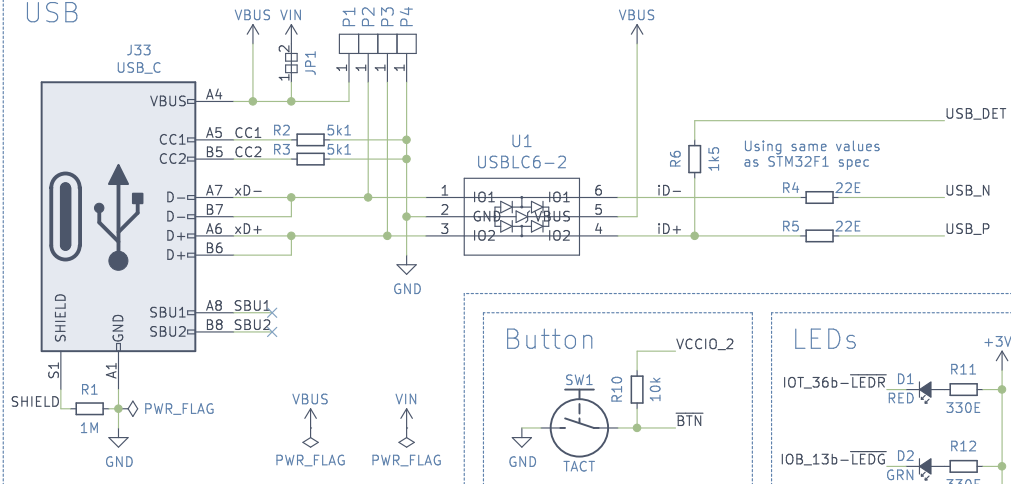 USB
VBUS
VIN
P1
P2
P3
P4
VBUS
J33
USB_C
2
1
JP1
1
1
1
1
VBUS
A4
USB_DET
CC1
A5
CC1
R2
5k1
U1
CC2
B5
CC2
R3
5k1
USBLC6-2
R6
1k5
Using same values
as STM32F1 spec
D-
A7
xD-
1
IO1
IO1
6
iD-
R4
22E
USB_N
D-
B7
2
GND
VBUS
5
D+
A6
xD+
3
IO2
IO2
4
iD+
R5
22E
USB_P
D+
B6
GND
SHIELD
GND
SBU1
A8
SBU1
SBU2
B8
SBU2
Button
LEDs
+3V
VCCIO_2
S1
A1
SW1
R10
10k
IOT_36b-LEDR
D1
RED
R11
330E
SHIELD
R1
1M
PWR_FLAG
VBUS
VIN
BTN
GND
PWR_FLAG
PWR_FLAG
GND
TACT
IOB_13b-LEDG
D2
GRN
R12
330E